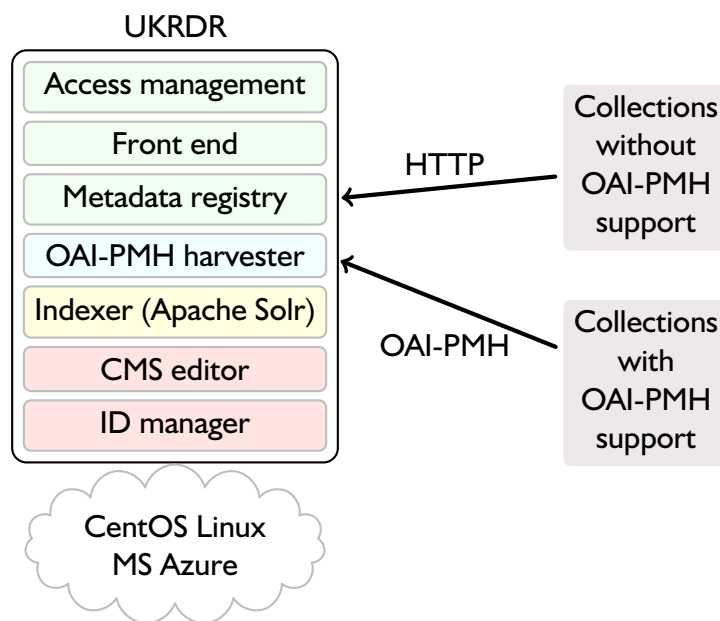 UKRDR
Access management
Front end
Metadata registry
OAI-PMH harvester
Indexer (Apache Solr)
CMS editor
ID manager
CentOS Linux
MS Azure
HTTP
OAI-PMH
Collections
without
OAI-PMH
support
Collections
with
OAI-PMH
support